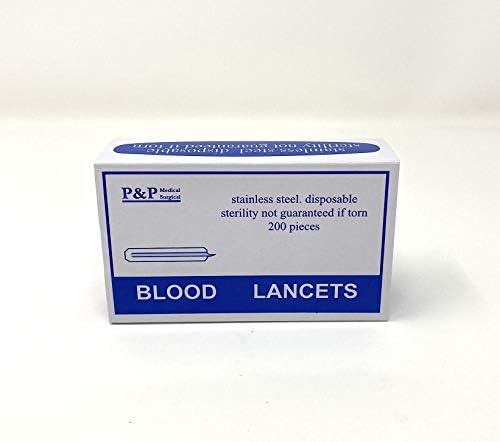 stainless steel. disposable
sterility not guaranteed if torn
P&P Medical Surgical
stainless steel. disposable
sterility not guaranteed if torn
200 pieces
BLOOD LANCETS